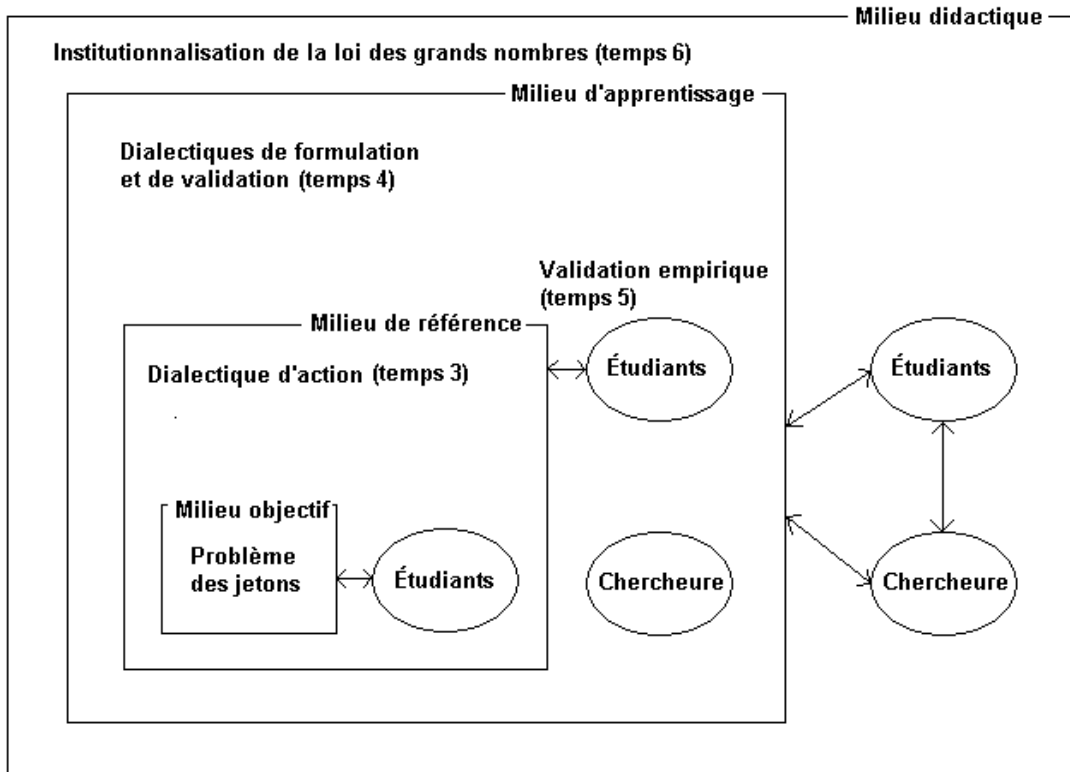 Milieu didactique
Institutionnalisation de la loi des grands nombres (temps 6)
Milieu d'apprentissage
Dialectiques de formulation
et de validation (temps 4)
Validation empirique
(temps 5)
Milieu de référence
Étudiants
Étudiants
Dialectique d'action (temps 3)
Milieu objectif
Problème
des jetons
Étudiants
Chercheure
Chercheure